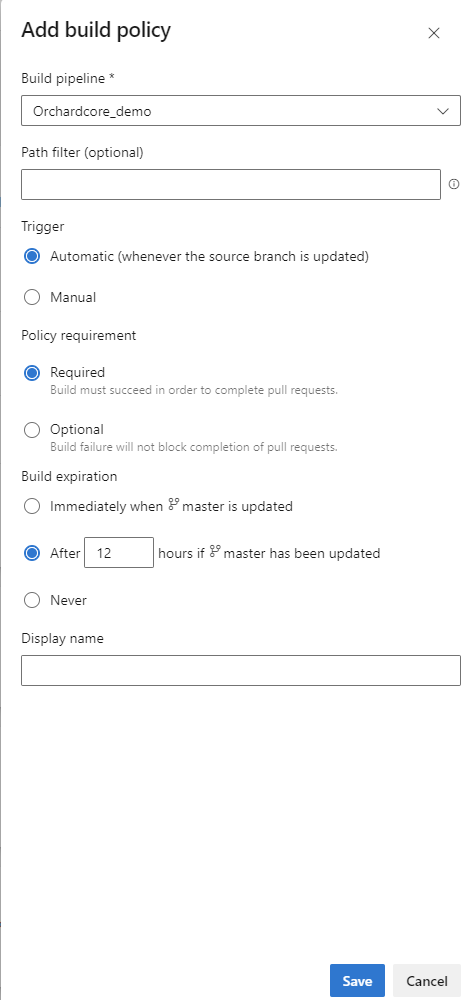 Add build policy
Build pipeline *
Orchardcore_demo
Path filter (optional)
Trigger
Automatic (whenever the source branch is updated)
Manual
Policy requirement
Required
Build must succeed in order to complete pull requests.
Optional
Build failure will not block completion of pull requests.
Build expiration
Immediately when master is updated
After 12 hours if master has been updated
Never
Display name
Save Cancel